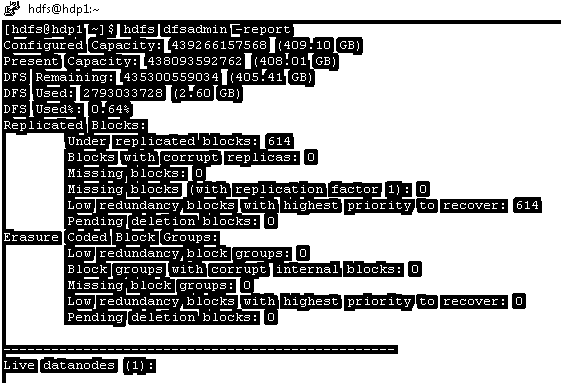 hdfs@hdp1:~
[hdfs@hdp1 ~]$ hdfs dfsadmin -report
Configured Capacity: 439266157568 (409.10 GB)
Present Capacity: 438093592762 (408.01 GB)
DFS Remaining: 435300559034 (405.41 GB)
DFS Used: 2793033728 (2.60 GB)
DFS Used%: 0.64%
Replicated Blocks:
Under replicated blocks: 614
Blocks with corrupt replicas: 0
Missing blocks: 0
Missing blocks (with replication factor 1): 0
Low redundancy blocks with highest priority to recover: 614
Pending deletion blocks: 0
Erasure Coded Block Groups:
Low redundancy block groups: 0
Block groups with corrupt internal blocks: 0
Missing block groups: 0
Low redundancy blocks with highest priority to recover: 0
Pending deletion blocks: 0
-------------------------------------------------
Live datanodes (1):